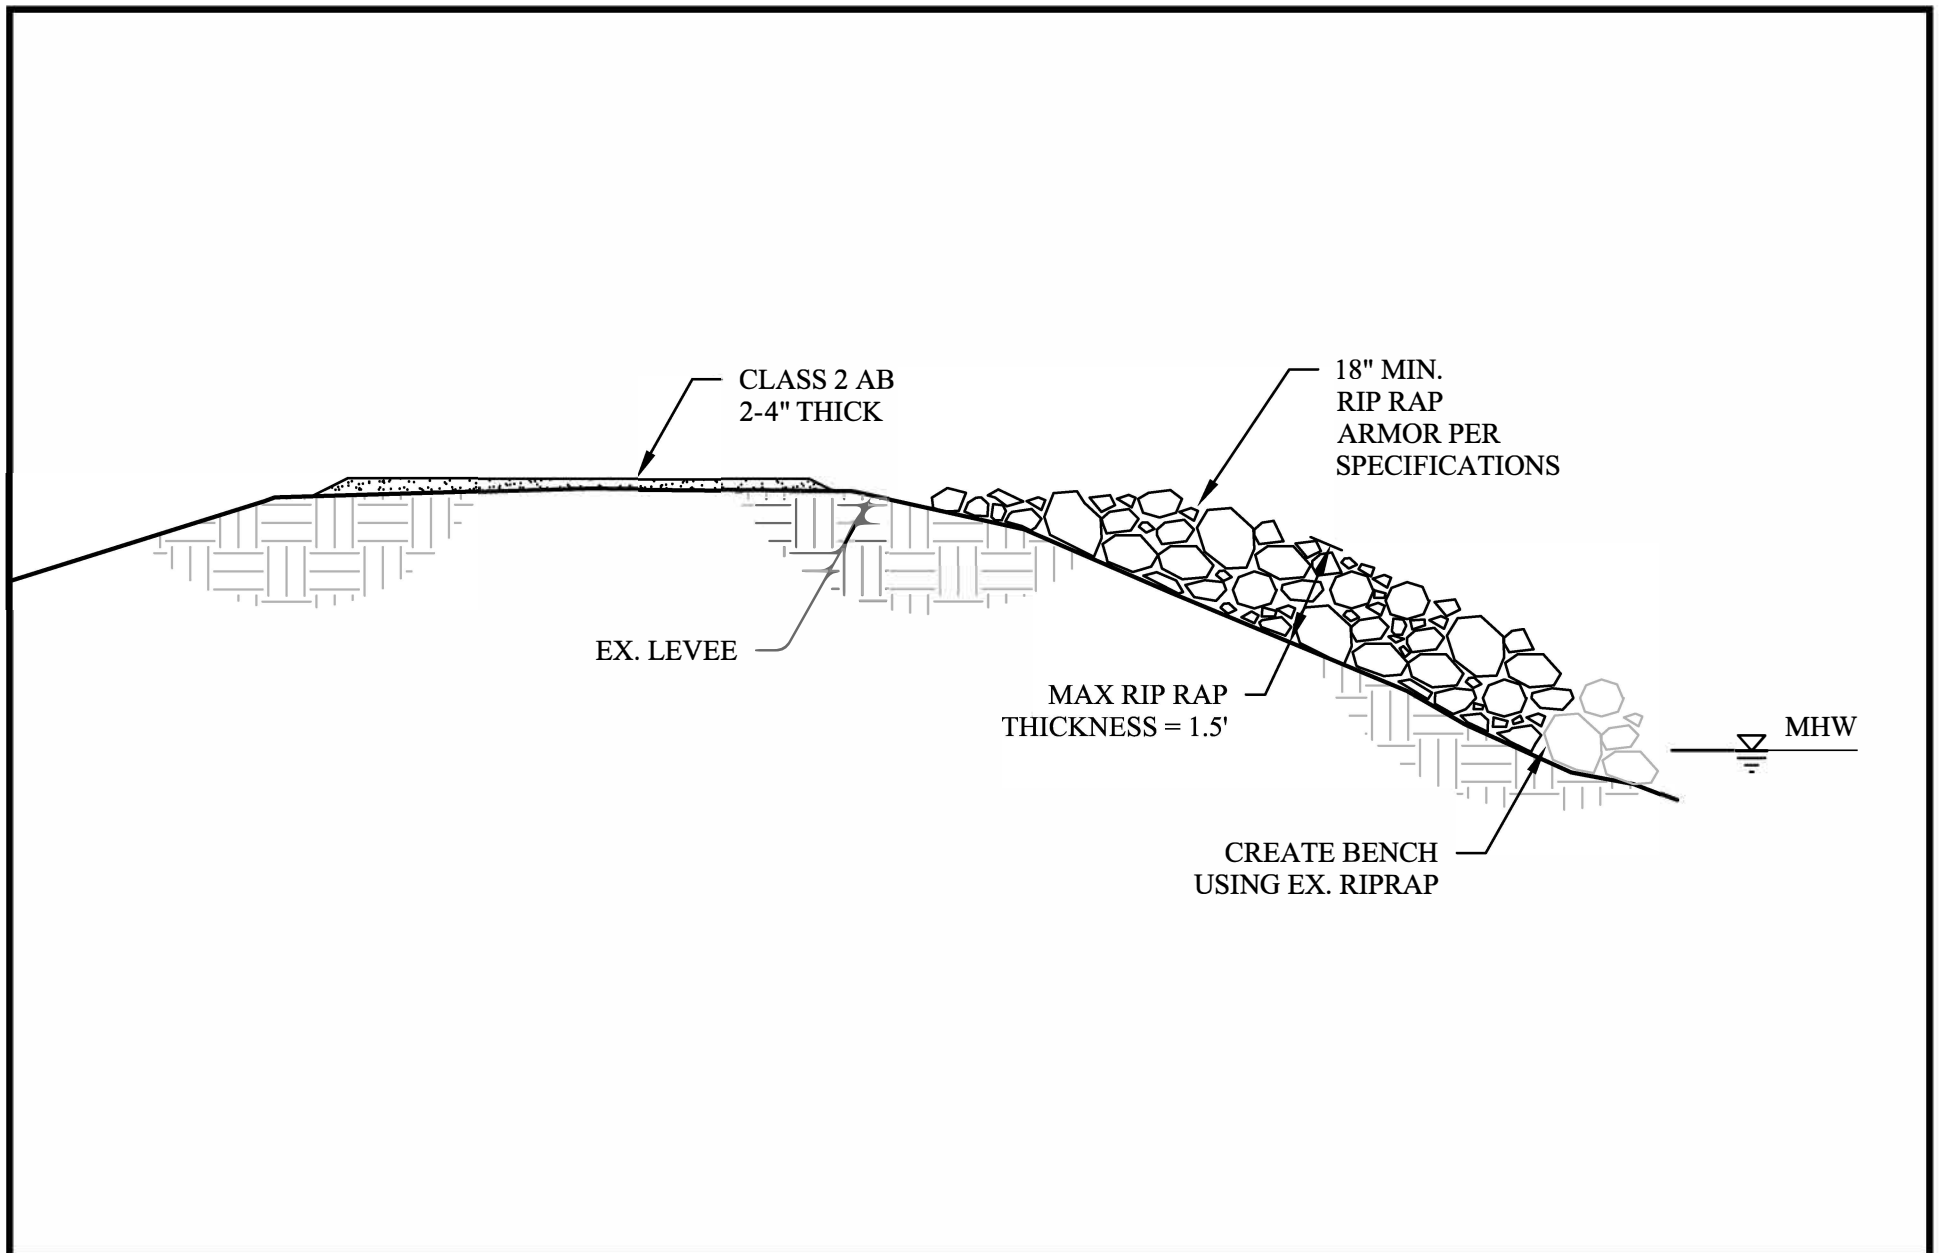 CLASS 2 AB
2-4" THICK
18" MIN.
RIP RAP
ARMOR PER
SPECIFICATIONS
EX. LEVEE
MAX RIP RAP
THICKNESS = 1.5'
MHW
CREATE BENCH
USING EX. RIPRAP